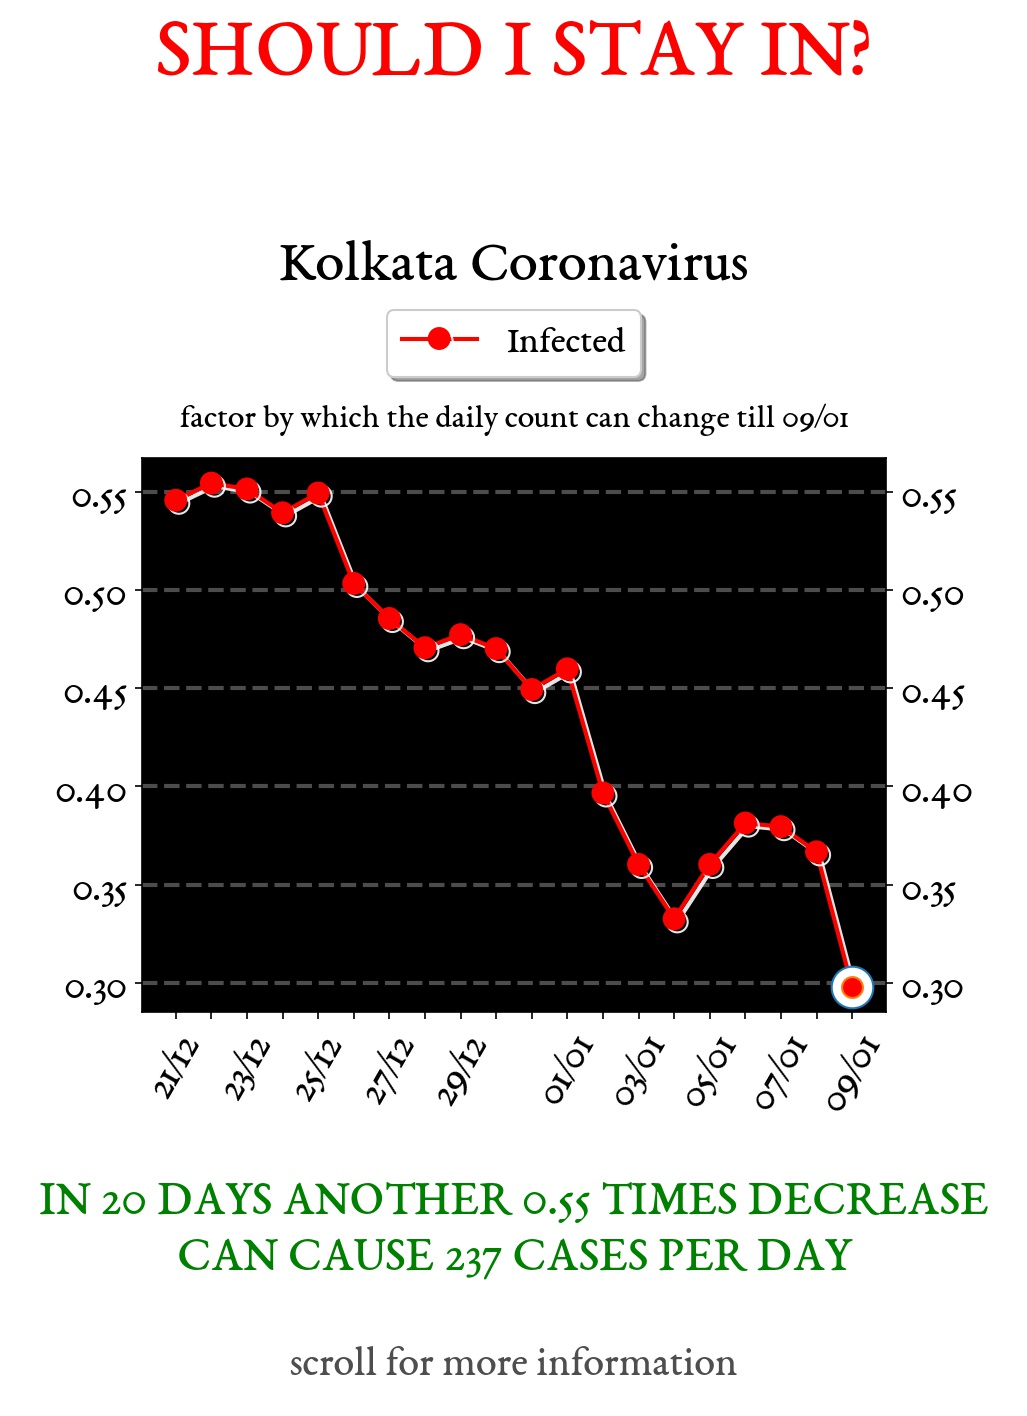 SHOULD I STAY IN?
Kolkata Coronavirus
Infected
factor by which the daily count can change till 09/01
0.55 0.55
0.50 0.50
0.45 0.45
0.40 0.40
0.35 0.35
0.30 0.30
21/12 23/12 25/12 27/12 29/12 01/01 03/01 05/01 07/01 09/01
IN 20 DAYS ANOTHER 0.55 TIMES DECREASE
CAN CAUSE 237 CASES PER DAY
scroll for more information